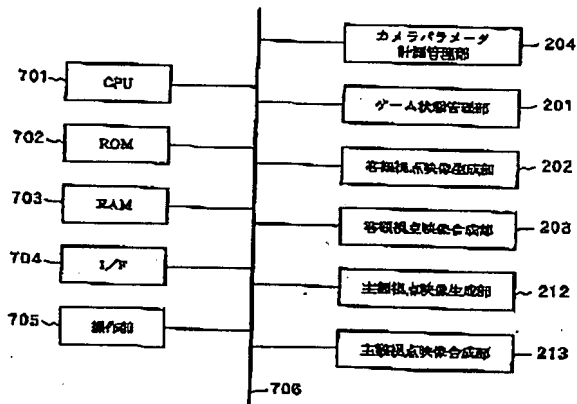 カメラパラメータ
計測管理部
204
701
CPU
ゲーム状態管理部
201
702
ROM
客観視点映像生成部
202
703
RAM
客観視点映像合成部
203
704
I/F
主観視点映像生成部
212
705
操作部
主観視点映像合成部
213
706